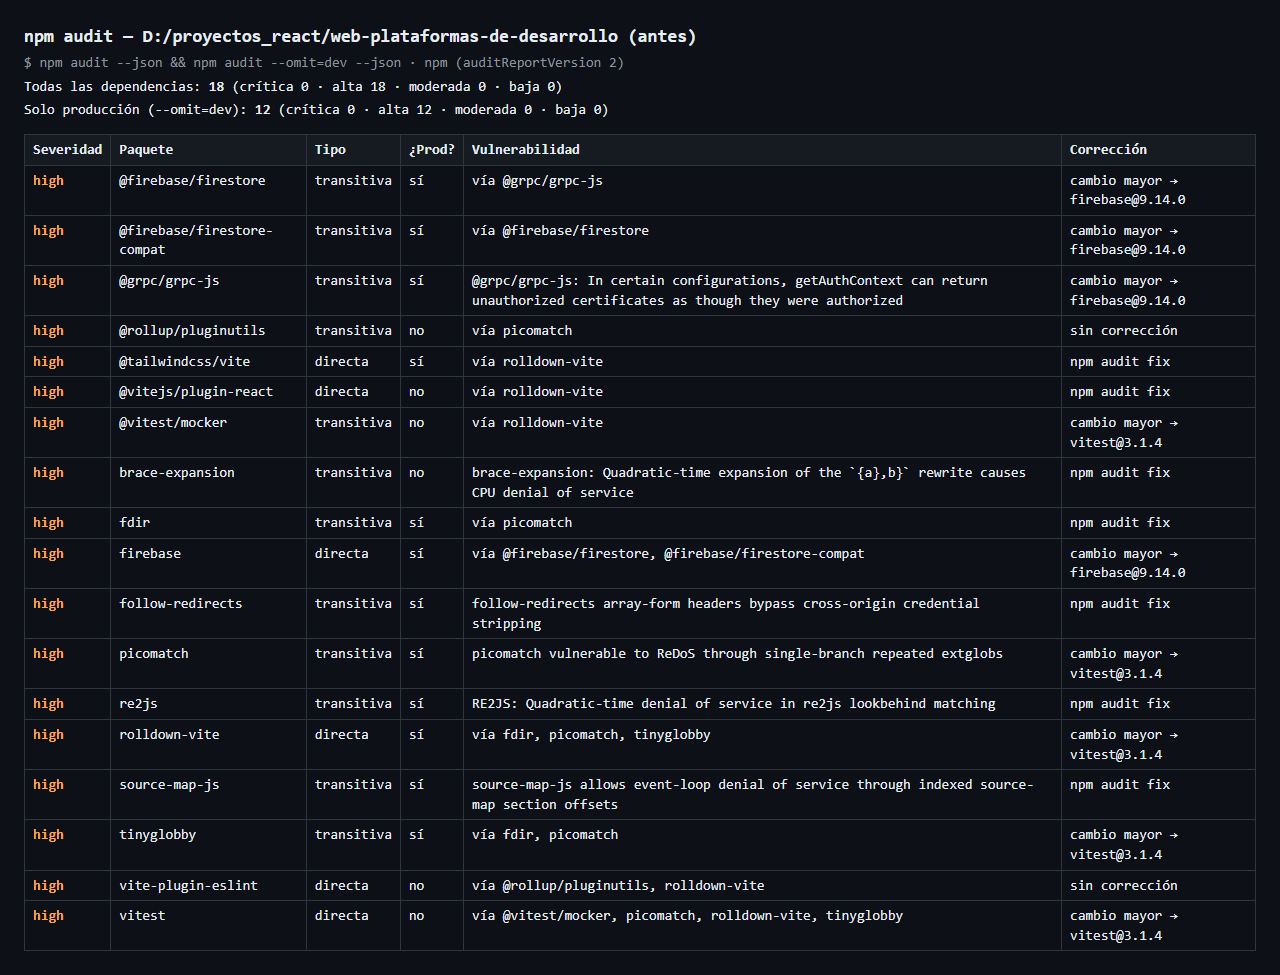 npm audit — D:/proyectos_react/web-plataformas-de-desarrollo (antes)
$ npm audit --json && npm audit --omit=dev --json · npm (auditReportVersion 2)
Todas las dependencias: 18 (crítica 0 · alta 18 · moderada 0 · baja 0)
Solo producción (--omit=dev): 12 (crítica 0 · alta 12 · moderada 0 · baja 0)
Severidad Paquete Tipo ¿Prod? Vulnerabilidad Corrección
high @firebase/firestore transitiva sí vía @grpc/grpc-js cambio mayor →
firebase@9.14.0
high @firebase/firestore- transitiva sí vía @firebase/firestore cambio mayor →
compat firebase@9.14.0
high @grpc/grpc-js transitiva sí @grpc/grpc-js: In certain configurations, getAuthContext can return cambio mayor →
unauthorized certificates as though they were authorized firebase@9.14.0
high @rollup/pluginutils transitiva no vía picomatch sin corrección
high @tailwindcss/vite directa sí vía rolldown-vite npm audit fix
high @vitejs/plugin-react directa no vía rolldown-vite npm audit fix
high @vitest/mocker transitiva no vía rolldown-vite cambio mayor →
vitest@3.1.4
high brace-expansion transitiva no brace-expansion: Quadratic-time expansion of the `{a},b}` rewrite causes npm audit fix
CPU denial of service
high fdir transitiva sí vía picomatch npm audit fix
high firebase directa sí vía @firebase/firestore, @firebase/firestore-compat cambio mayor →
firebase@9.14.0
high follow-redirects transitiva sí follow-redirects array-form headers bypass cross-origin credential npm audit fix
stripping
high picomatch transitiva sí picomatch vulnerable to ReDoS through single-branch repeated extglobs cambio mayor →
vitest@3.1.4
high re2js transitiva sí RE2JS: Quadratic-time denial of service in re2js lookbehind matching npm audit fix
high rolldown-vite directa sí vía fdir, picomatch, tinyglobby cambio mayor →
vitest@3.1.4
high source-map-js transitiva sí source-map-js allows event-loop denial of service through indexed source- npm audit fix
map section offsets
high tinyglobby transitiva sí vía fdir, picomatch cambio mayor →
vitest@3.1.4
high vite-plugin-eslint directa no vía @rollup/pluginutils, rolldown-vite sin corrección
high vitest directa no vía @vitest/mocker, picomatch, rolldown-vite, tinyglobby cambio mayor →
vitest@3.1.4